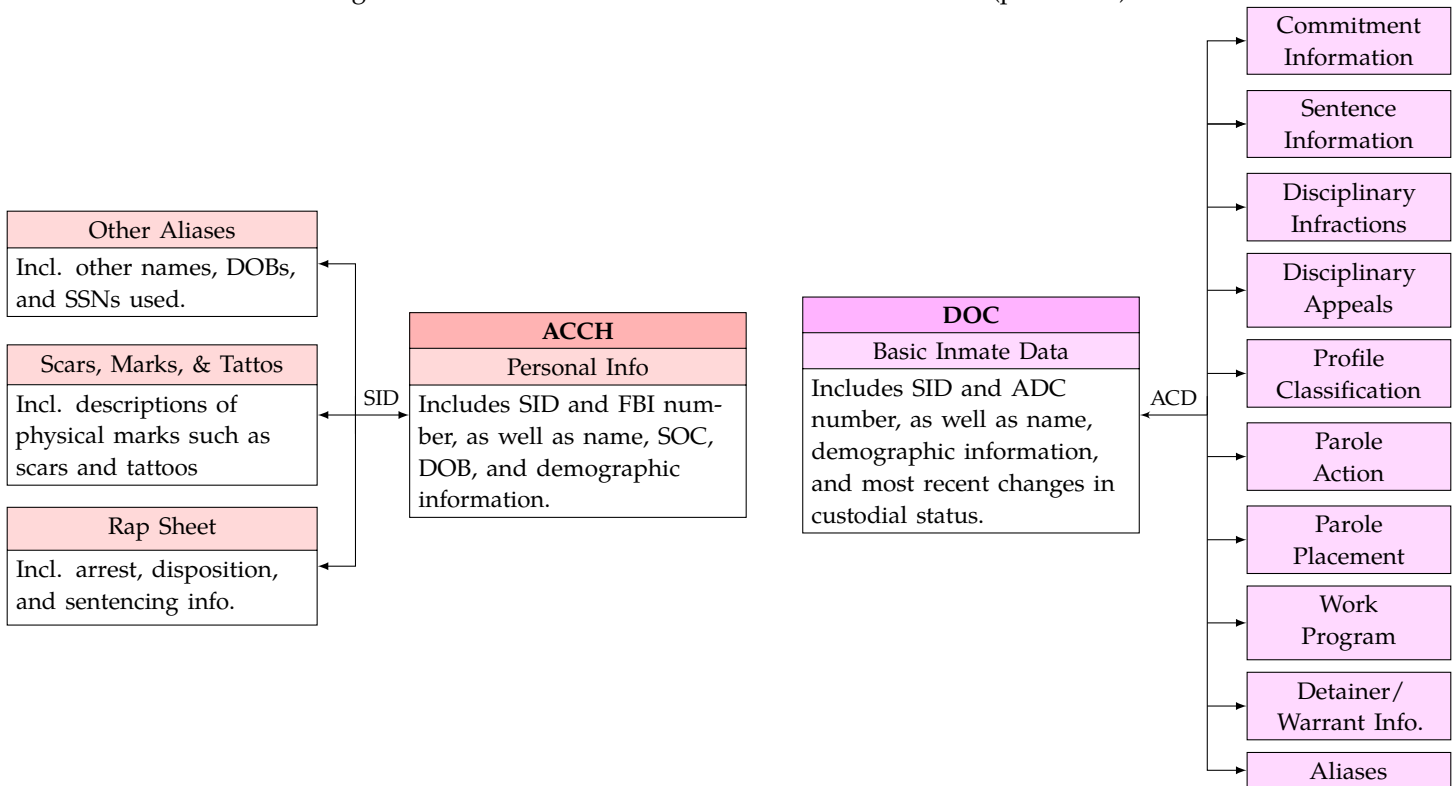 Other Aliases
Incl. other names, DOBs,
and SSNs used.
Scars, Marks, & Tattos
Incl. descriptions of
physical marks such as
scars and tattoos
Rap Sheet
Incl. arrest, disposition,
and sentencing info.
SID
ACCH
Personal Info
Includes SID and FBI num-
ber, as well as name, SOC,
DOB, and demographic
information.
DOC
Basic Inmate Data
Includes SID and ADC
number, as well as name,
demographic information,
and most recent changes in
custodial status.
ACD
Commitment
Information
Sentence
Information
Disciplinary
Infractions
Disciplinary
Appeals
Profile
Classification
Parole
Action
Parole
Placement
Work
Program
Detainer/
Warrant Info.
Aliases